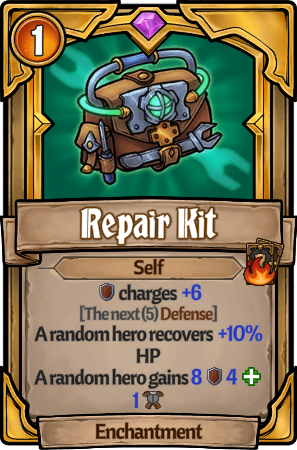 1
Repair Kit
Self
charges +6
[The next (5) Defense]
A random hero recovers +10%
HP
A random hero gains 8 4
1
Enchantment